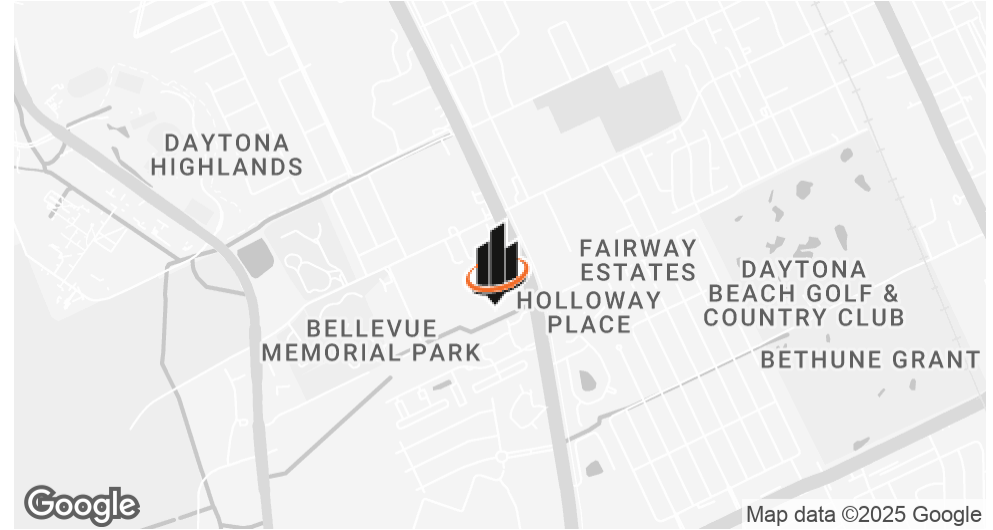 DAYTONA
HIGHLANDS
FAIRWAY
ESTATES
DAYTONA
BEACH GOLF &
COUNTRY CLUB
HOLLOWAY
PLACE
BELLEVUE
MEMORIAL PARK
BETHUNE GRANT
Google
Map data ©2025 Google